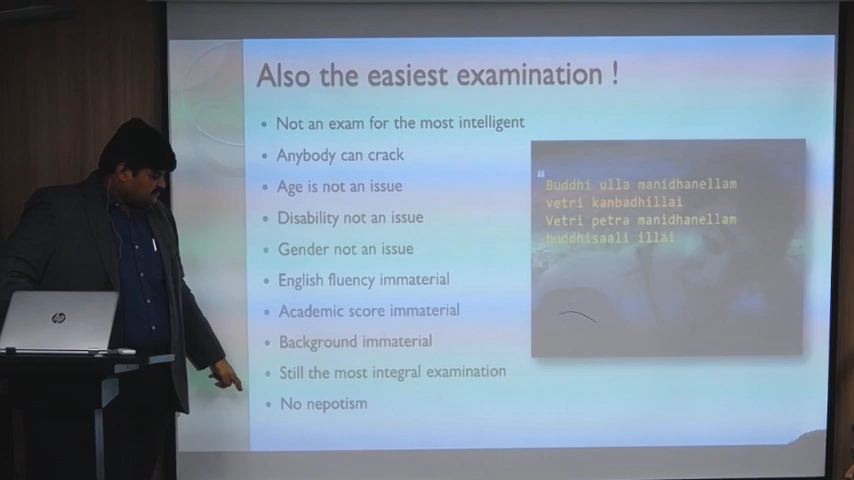 Also the easiest examination !
• Not an exam for the most intelligent
• Anybody can crack
• Age is not an issue
• Disability not an issue
• Gender not an issue
• English fluency immaterial
• Academic score immaterial
• Background immaterial
• Still the most integral examination
• No nepotism
“
Buddhi ulla manidhanellam
vetri kanbadhillai
Vetri petra manidhanellam
buddhisaali illai
hp